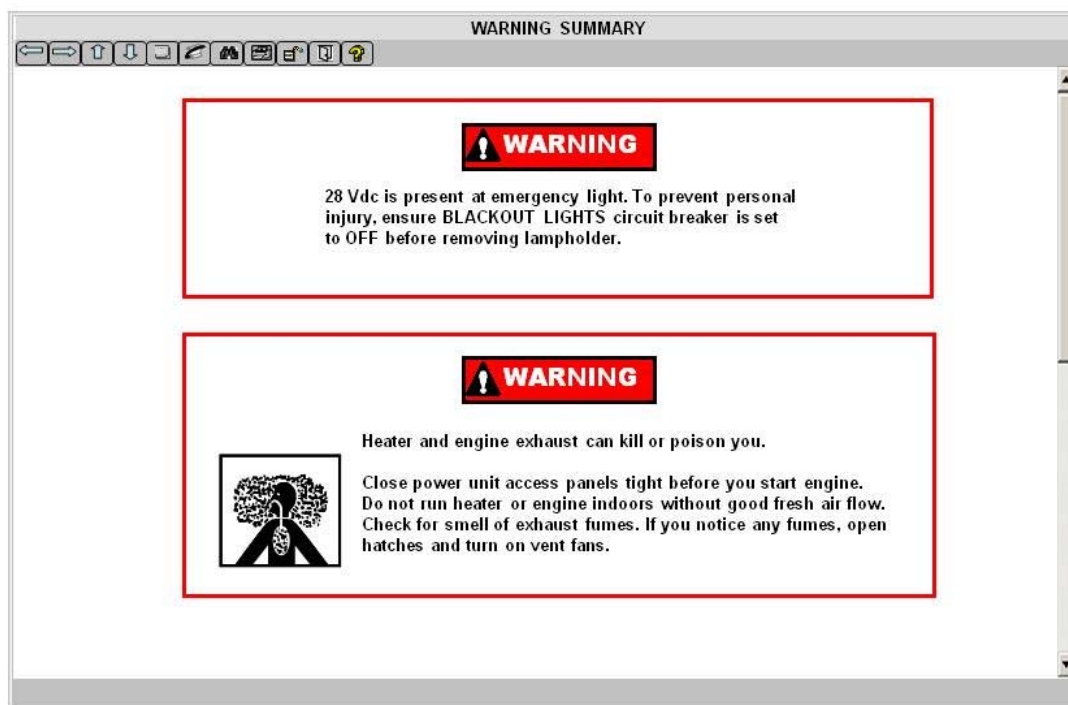 WARNING SUMMARY
WARNING
28 Vdc is present at emergency light. To prevent personal
injury, ensure BLACKOUT LIGHTS circuit breaker is set
to OFF before removing lampholder.
WARNING
Heater and engine exhaust can kill or poison you.
Close power unit access panels tight before you start engine.
Do not run heater or engine indoors without good fresh air flow.
Check for smell of exhaust fumes. If you notice any fumes, open
hatches and turn on vent fans.